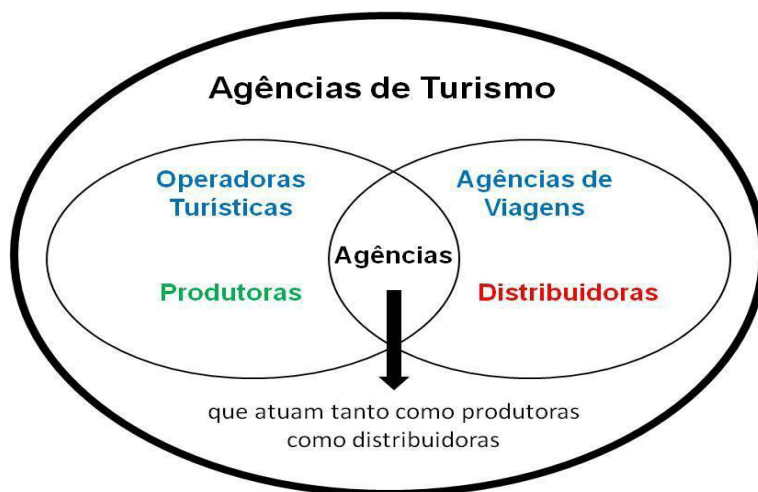 Agências de Turismo
Operadoras
Turísticas
Agências de
Viagens
Agências
Produtoras
Distribuidoras
que atuam tanto como produtoras
como distribuidoras